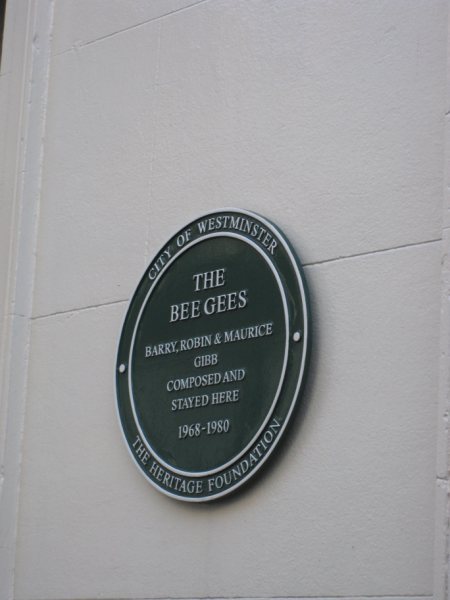 CITY OF WESTMINSTER
THE
BEE GEES
BARRY, ROBIN & MAURICE
GIBB
COMPOSED AND
STAYED HERE
1968-1980
THE HERITAGE FOUNDATION